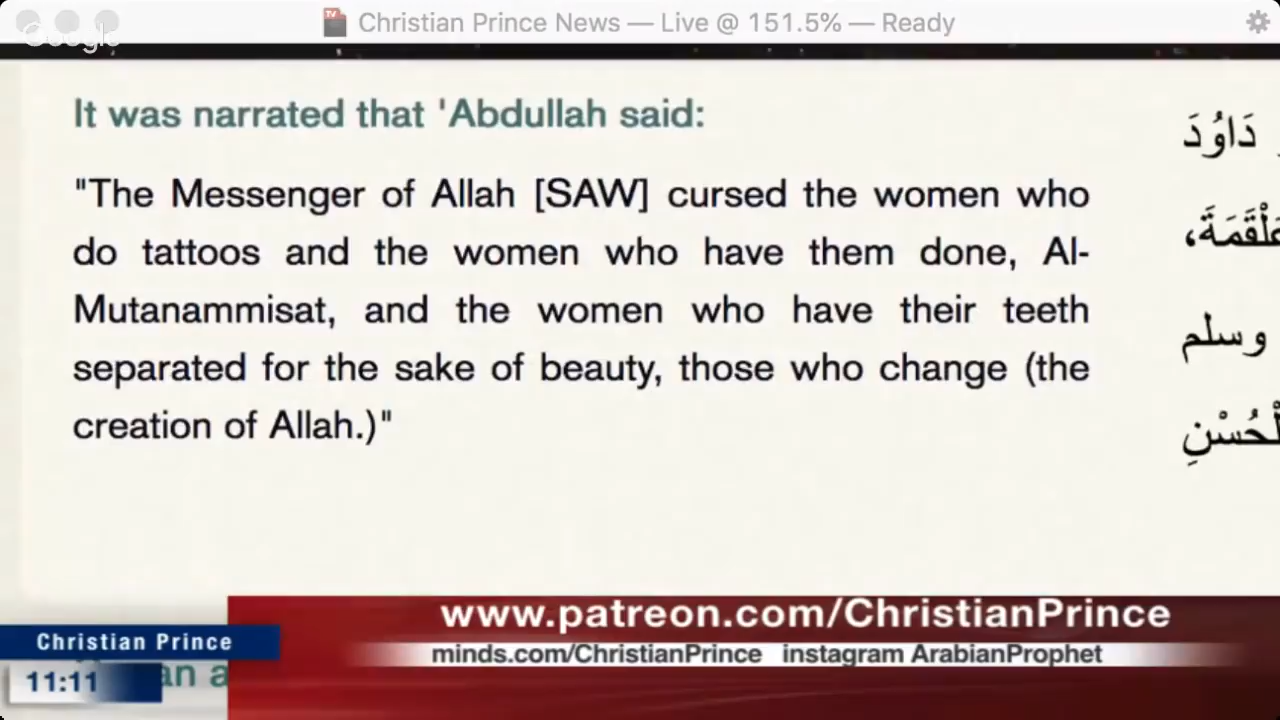 Christian Prince News — Live @ 151.5% — Ready
Google
It was narrated that 'Abdullah said:
"The Messenger of Allah [SAW] cursed the women who
do tattoos and the women who have them done, Al-
Mutanammisat, and the women who have their teeth
separated for the sake of beauty, those who change (the
creation of Allah.)"
دَاوُدَ
عَلْقَمَةَ،
وسلم
لْحُسْنِ
www.patreon.com/ChristianPrince
Christian Prince
minds.com/ChristianPrince instagram ArabianProphet
11:11
an a